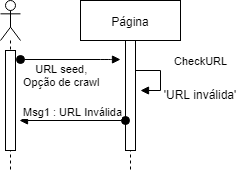 Página
CheckURL
URL seed,
Opção de crawl
'URL inválida'
Msg1 : URL Inválida